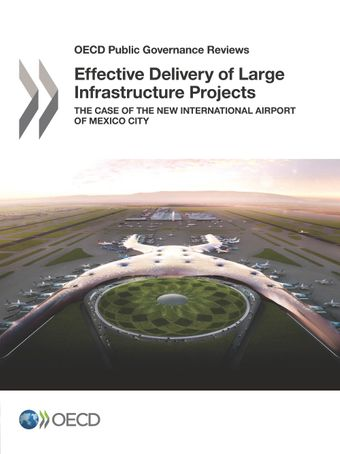 OECD Public Governance Reviews
Effective Delivery of Large
Infrastructure Projects
THE CASE OF THE NEW INTERNATIONAL AIRPORT
OF MEXICO CITY
OECD